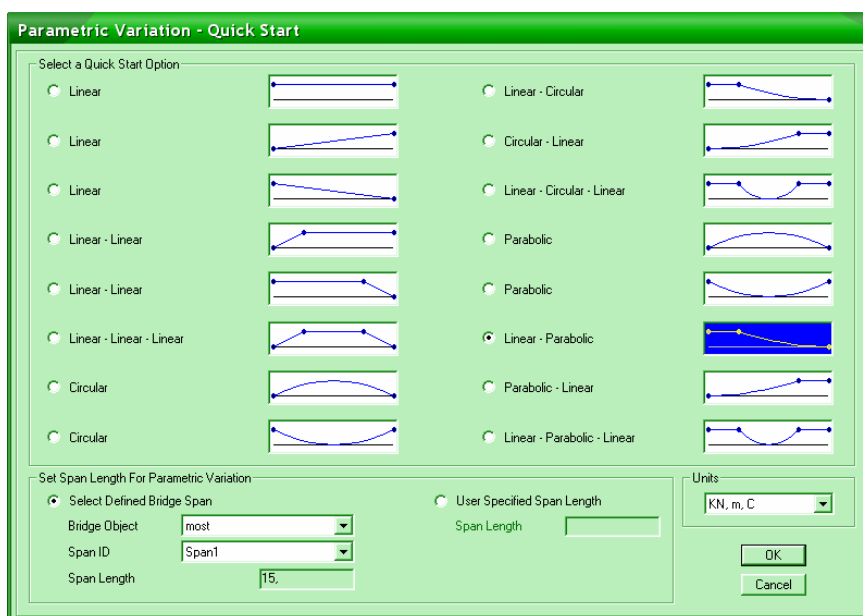 Parametric Variation - Quick Start
Select a Quick Start Option
Linear
Linear
Linear
Linear - Linear
Linear - Linear
Linear - Linear - Linear
Circular
Circular
Linear - Circular
Circular - Linear
Linear - Circular - Linear
Parabolic
Parabolic
Linear - Parabolic
Parabolic - Linear
Linear - Parabolic - Linear
Set Span Length For Parametric Variation
Select Defined Bridge Span
Bridge Object most
Span ID Span1
Span Length 15,
User Specified Span Length
Span Length
Units
KN, m, C
OK
Cancel